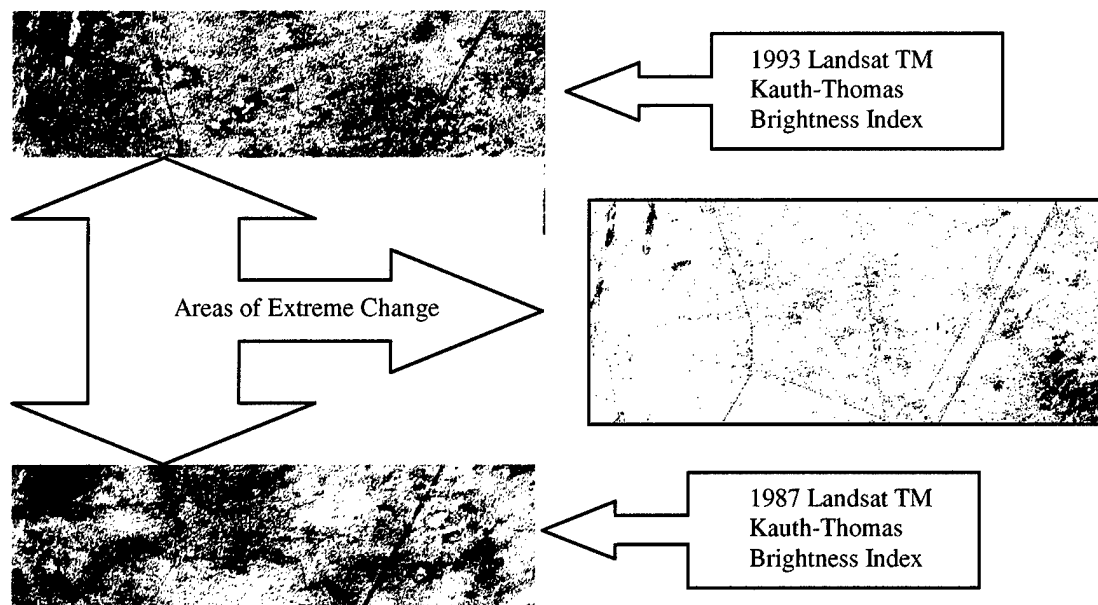 1993 Landsat TM
Kauth-Thomas
Brightness Index
Areas of Extreme Change
1987 Landsat TM
Kauth-Thomas
Brightness Index